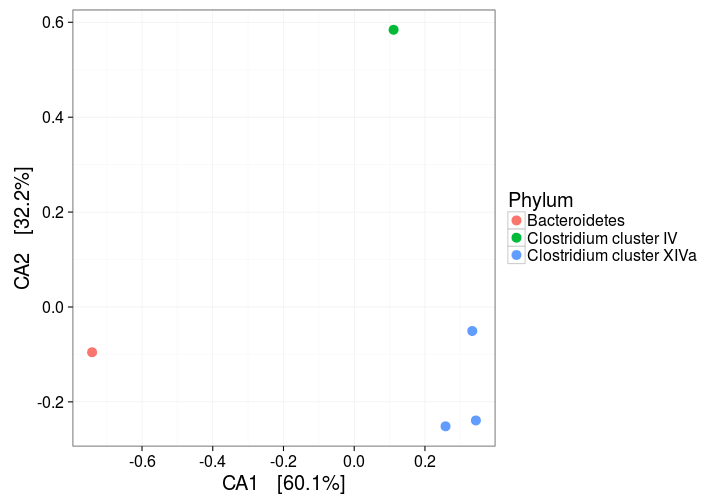 0.6
0.4
0.2
0.0
-0.2
CA2 [32.2%]
-0.6 -0.4 -0.2 0.0 0.2
CA1 [60.1%]
Phylum
Bacteroidetes
Clostridium cluster IV
Clostridium cluster XIVa